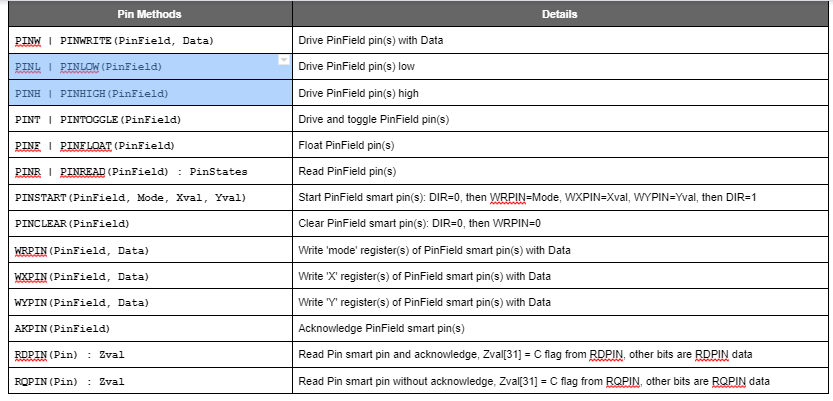 Pin Methods Details
PINW | PINWRITE(PinField, Data) Drive PinField pin(s) with Data
PINL | PINLOW(PinField) Drive PinField pin(s) low
PINH | PINHIGH(PinField) Drive PinField pin(s) high
PINT | PINTOGGLE(PinField) Drive and toggle PinField pin(s)
PINF | PINFLOAT(PinField) Float PinField pin(s)
PINR | PINREAD(PinField) : PinStates Read PinField pin(s)
PINSTART(PinField, Mode, Xval, Yval) Start PinField smart pin(s): DIR=0, then WRPIN=Mode, WXPIN=Xval, WYPIN=Yval, then DIR=1
PINCLEAR(PinField) Clear PinField smart pin(s): DIR=0, then WRPIN=0
WRPIN(PinField, Data) Write 'mode' register(s) of PinField smart pin(s) with Data
WXPIN(PinField, Data) Write 'X' register(s) of PinField smart pin(s) with Data
WYPIN(PinField, Data) Write 'Y' register(s) of PinField smart pin(s) with Data
AKPIN(PinField) Acknowledge PinField smart pin(s)
RDPIN(Pin) : Zval Read Pin smart pin and acknowledge, Zval[31] = C flag from RDPIN, other bits are RDPIN data
RQPIN(Pin) : Zval Read Pin smart pin without acknowledge, Zval[31] = C flag from RQPIN, other bits are RQPIN data